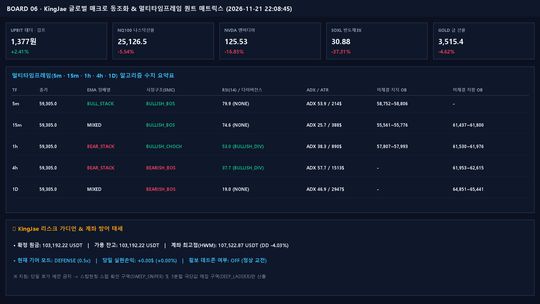 BOARD 06 · KingJae 글로벌 매크로 동조화 & 멀티타임프레임 퀀트 매트릭스 (2026-11-21 22:08:45)
UPBIT 테더 · 김프
1,377원
+2.41%
NQ100 나스닥선물
25,126.5
-5.54%
NVDA 엔비디아
125.53
-16.85%
SOXL 반도체3X
30.88
-37.31%
GOLD 금 선물
3,515.4
-4.62%
멀티타임프레임(5m · 15m · 1h · 4h · 1D) 알고리즘 수치 요약표
TF 종가 EMA 정배열 시장구조(SMC) RSI(14) / 다이버전스 ADX / ATR 미체결 지지 OB 미체결 저항 OB
5m 59,305.0 BULL_STACK BULLISH_BOS 79.9 (NONE) ADX 53.9 / 214$ 58,752~58,806 -
15m 59,305.0 MIXED BULLISH_BOS 74.6 (NONE) ADX 25.7 / 388$ 55,561~55,776 61,437~61,800
1h 59,305.0 BEAR_STACK BULLISH_CHOCH 53.0 (BULLISH_DIV) ADX 38.3 / 890$ 57,807~57,993 61,530~61,976
4h 59,305.0 BEAR_STACK BEARISH_BOS 37.7 (BULLISH_DIV) ADX 57.7 / 1513$ - 61,953~62,615
1D 59,305.0 MIXED BEARISH_BOS 19.0 (NONE) ADX 46.9 / 2947$ - 64,851~65,441
KingJae 리스크 가디언 & 계좌 방어 태세
• 확정 원금: 103,192.22 USDT | 가용 잔고: 103,192.22 USDT | 계좌 최고점(HWM): 107,522.87 USDT (DD -4.03%)
• 현재 기어 모드: DEFENSE (0.5x) | 당일 실현손익: +0.00$ (+0.00%) | 헐보 데드존 여부: OFF (정상 교전)